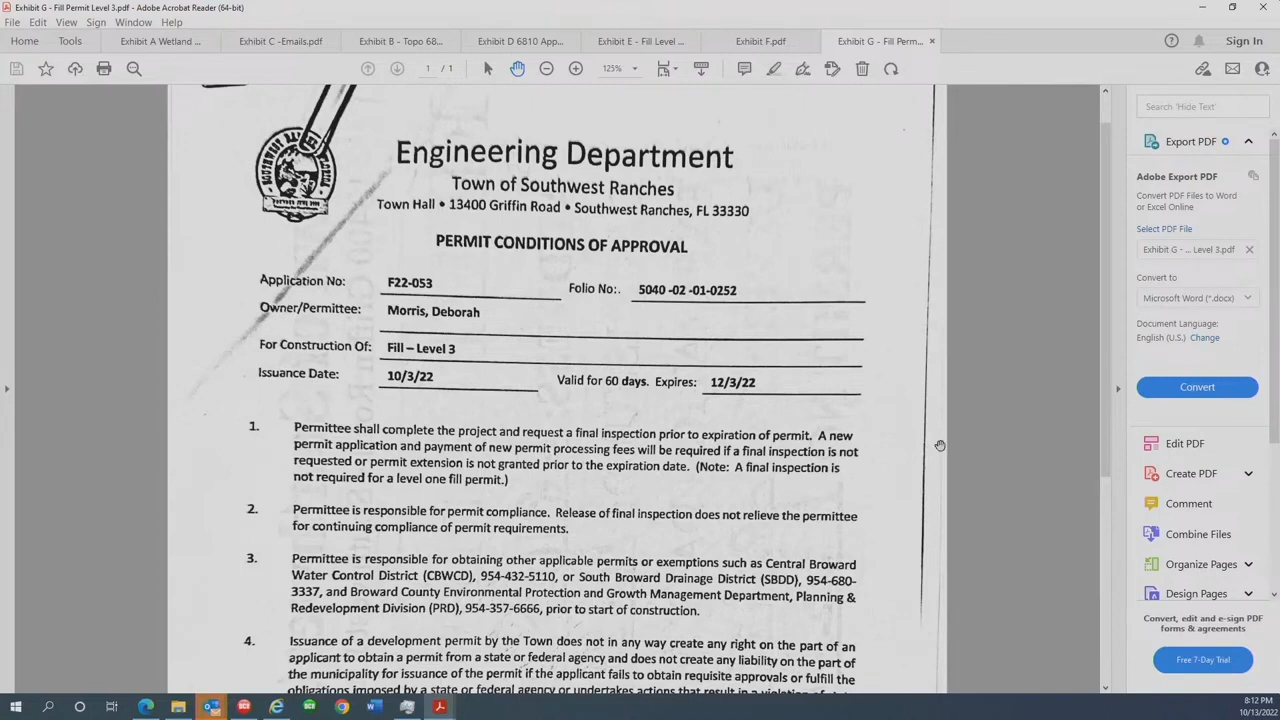 Exhibit G - Fill Permit Level 3.pdf - Adobe Acrobat Reader (64-bit)
File Edit View Sign Window Help
Home Tools Exhibit A Wetland ... Exhibit C -Emails.pdf Exhibit B - Topo 68... Exhibit D 6810 App... Exhibit E - Fill Level ... Exhibit F.pdf Exhibit G - Fill Perm... × Sign In
1 / 1 125%
Engineering Department
Town of Southwest Ranches
Town Hall • 13400 Griffin Road • Southwest Ranches, FL 33330
PERMIT CONDITIONS OF APPROVAL
Application No: F22-053 Folio No:. 5040 -02 -01-0252
Owner/Permittee: Morris, Deborah
For Construction Of: Fill – Level 3
Issuance Date: 10/3/22 Valid for 60 days. Expires: 12/3/22
1. Permittee shall complete the project and request a final inspection prior to expiration of permit. A new
permit application and payment of new permit processing fees will be required if a final inspection is not
requested or permit extension is not granted prior to the expiration date. (Note: A final inspection is
not required for a level one fill permit.)
2. Permittee is responsible for permit compliance. Release of final inspection does not relieve the permittee
for continuing compliance of permit requirements.
3. Permittee is responsible for obtaining other applicable permits or exemptions such as Central Broward
Water Control District (CBWCD), 954-432-5110, or South Broward Drainage District (SBDD), 954-680-
3337, and Broward County Environmental Protection and Growth Management Department, Planning &
Redevelopment Division (PRD), 954-357-6666, prior to start of construction.
4. Issuance of a development permit by the Town does not in any way create any right on the part of an
applicant to obtain a permit from a state or federal agency and does not create any liability on the part of
the municipality for issuance of the permit if the applicant fails to obtain requisite approvals or fulfill the
obligations imposed by a state or federal agency or undertakes actions that result in a violation of
Search 'Hide Text'
Export PDF
Adobe Export PDF
Convert PDF Files to Word
or Excel Online
Select PDF File
Exhibit G - ... Level 3.pdf
Convert to
Microsoft Word (*.docx)
Document Language:
English (U.S.) Change
Convert
Edit PDF
Create PDF
Comment
Combine Files
Organize Pages
Design Pages
Convert, edit and e-sign PDF
forms & agreements
Free 7-Day Trial
8:12 PM
10/13/2022